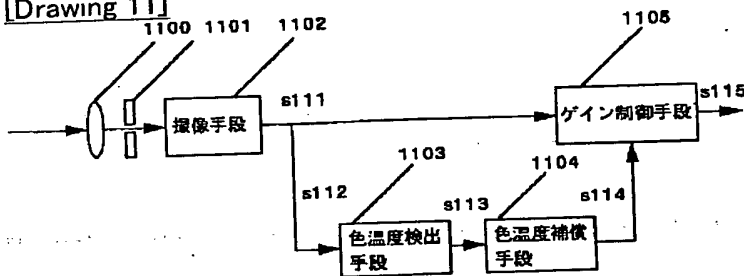 [Drawing 11]
1100 1101 1102
1105
s111
s115
撮像手段
ゲイン制御手段
1103
1104
s112
s113
s114
色温度検出
手段
色温度補償
手段